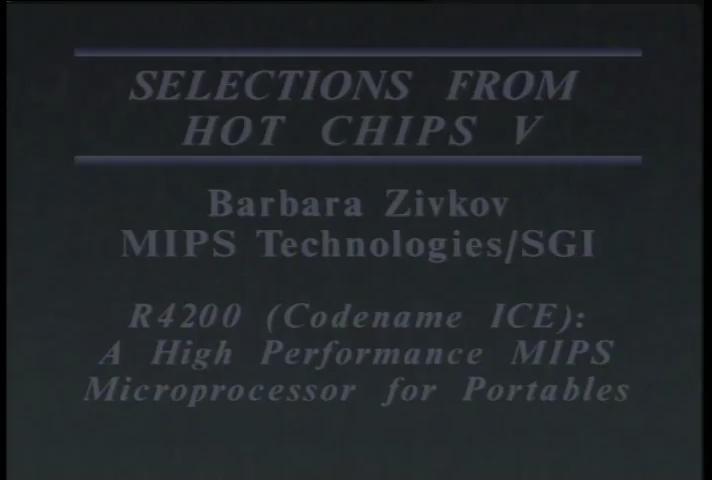 SELECTIONS FROM
HOT CHIPS V
Barbara Zivkov
MIPS Technologies/SGI
R4200 (Codename ICE):
A High Performance MIPS
Microprocessor for Portables